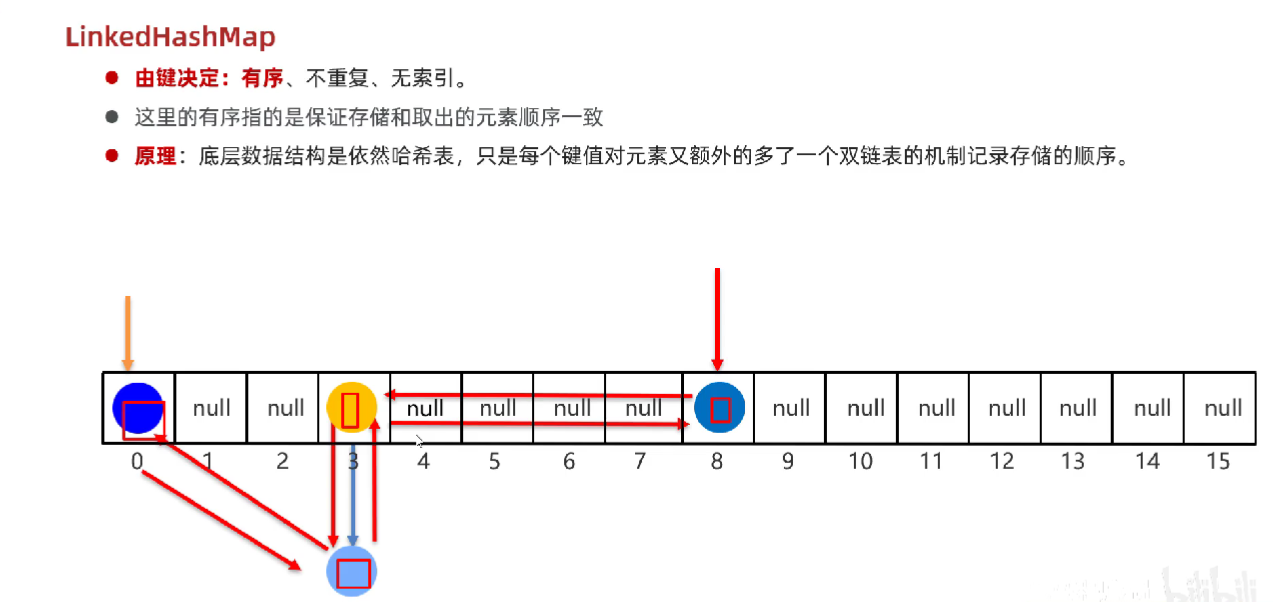 LinkedHashMap
● 由键决定：有序、不重复、无索引。
● 这里的有序指的是保证存储和取出的元素顺序一致
● 原理：底层数据结构是依然哈希表，只是每个键值对元素又额外的多了一个双链表的机制记录存储的顺序。
null null null null null null null null null null null null null
0 1 2 3 4 5 6 7 8 9 10 11 12 13 14 15
bilibili